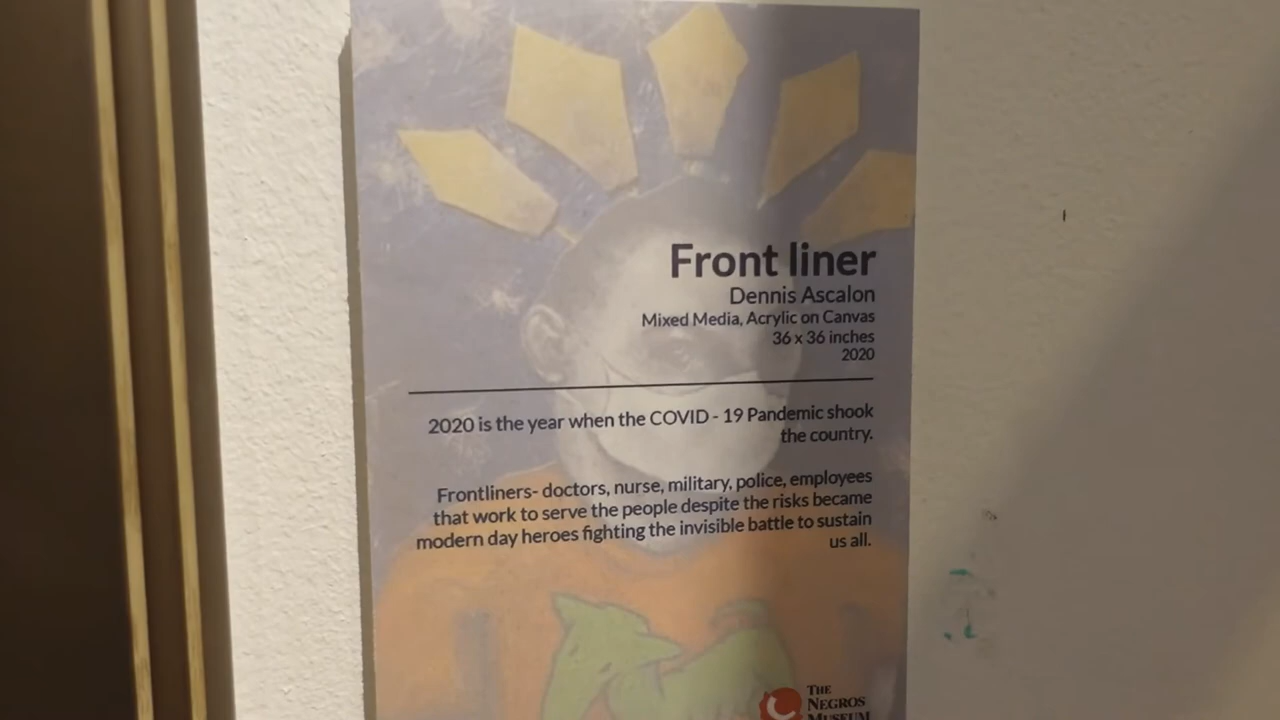 Front liner
Dennis Ascalon
Mixed Media, Acrylic on Canvas
36 x 36 inches
2020
2020 is the year when the COVID - 19 Pandemic shook
the country.
Frontliners- doctors, nurse, military, police, employees
that work to serve the people despite the risks became
modern day heroes fighting the invisible battle to sustain
us all.
THE
NEGROS
MUSEUM